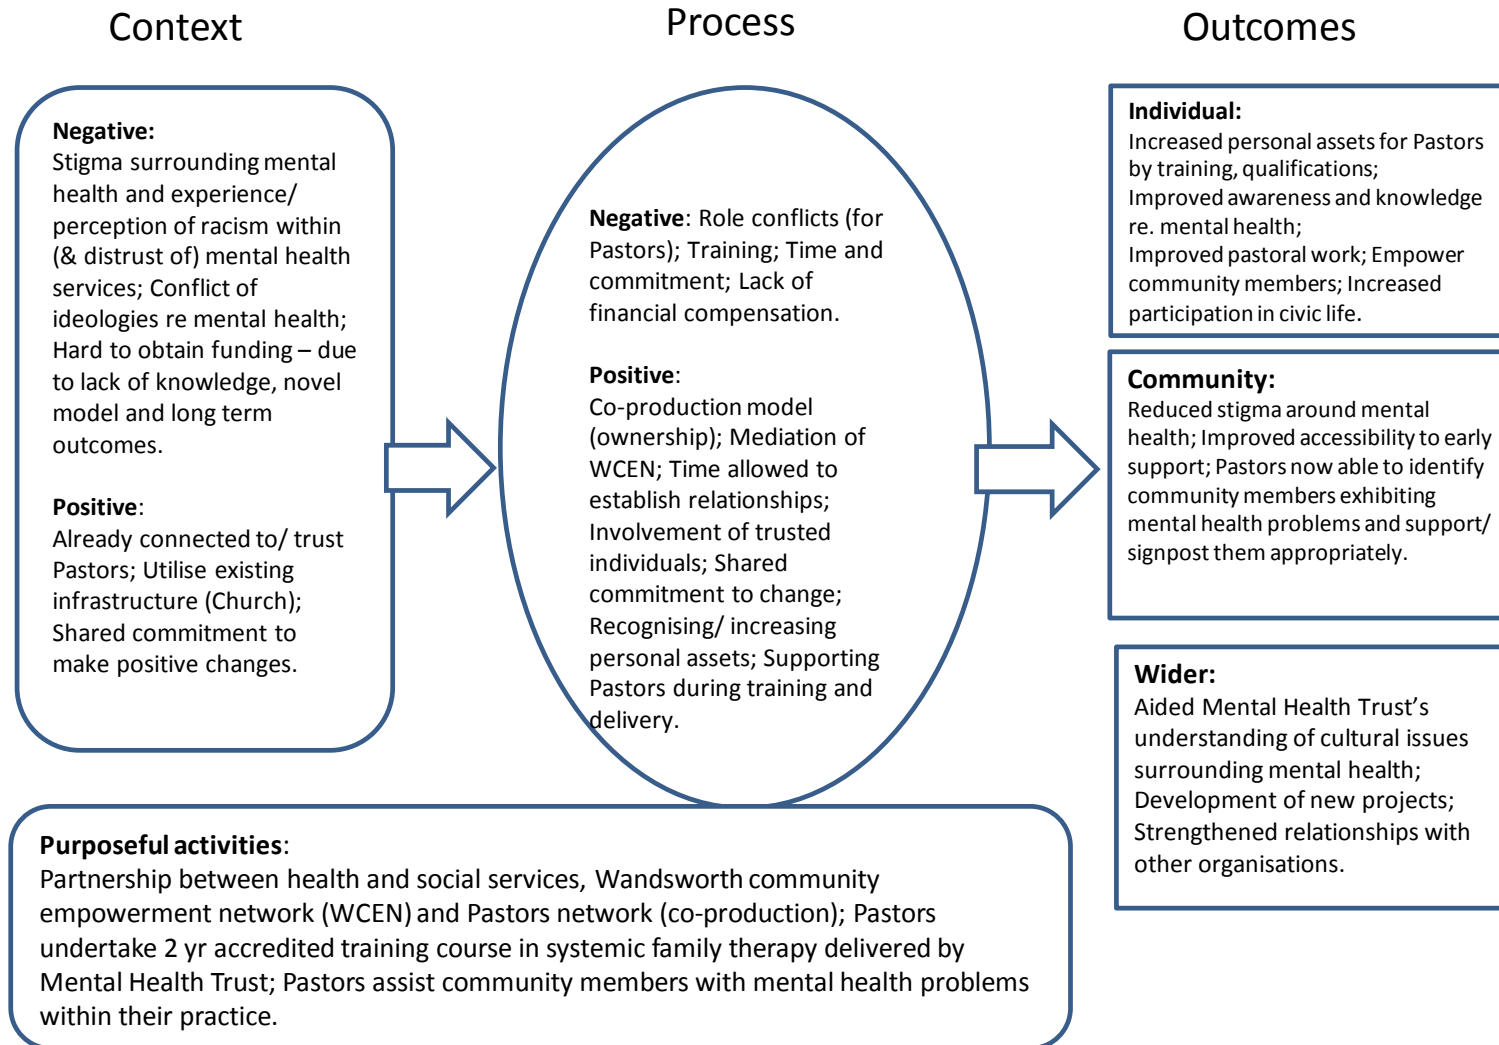 Context
Process
Outcomes
Negative:
Stigma surrounding mental
health and experience/
perception of racism within
(& distrust of) mental health
services; Conflict of
ideologies re mental health;
Hard to obtain funding – due
to lack of knowledge, novel
model and long term
outcomes.
Positive:
Already connected to/ trust
Pastors; Utilise existing
infrastructure (Church);
Shared commitment to
make positive changes.
Negative: Role conflicts (for
Pastors); Training; Time and
commitment; Lack of
financial compensation.
Positive:
Co-production model
(ownership); Mediation of
WCEN; Time allowed to
establish relationships;
Involvement of trusted
individuals; Shared
commitment to change;
Recognising/ increasing
personal assets; Supporting
Pastors during training and
delivery.
Individual:
Increased personal assets for Pastors
by training, qualifications;
Improved awareness and knowledge
re. mental health;
Improved pastoral work; Empower
community members; Increased
participation in civic life.
Community:
Reduced stigma around mental
health; Improved accessibility to early
support; Pastors now able to identify
community members exhibiting
mental health problems and support/
signpost them appropriately.
Wider:
Aided Mental Health Trust’s
understanding of cultural issues
surrounding mental health;
Development of new projects;
Strengthened relationships with
other organisations.
Purposeful activities:
Partnership between health and social services, Wandsworth community
empowerment network (WCEN) and Pastors network (co-production); Pastors
undertake 2 yr accredited training course in systemic family therapy delivered by
Mental Health Trust; Pastors assist community members with mental health problems
within their practice.